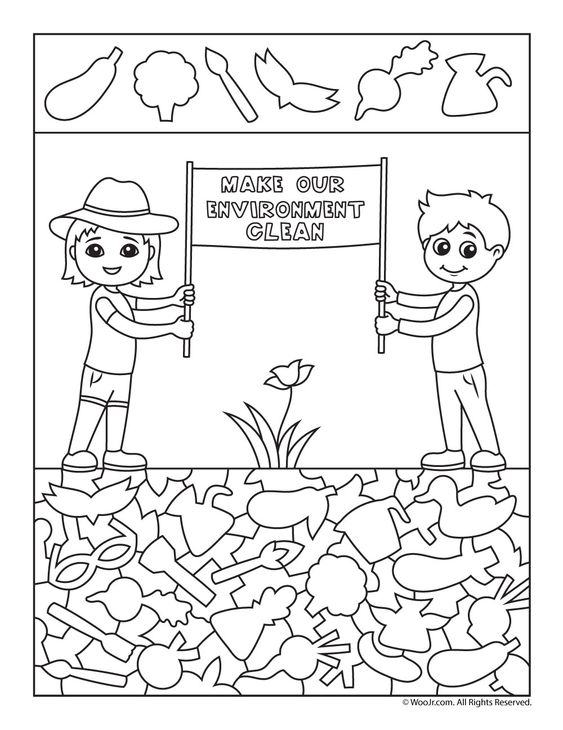 MAKE OUR
ENVIRONMENT
CLEAN
© WooJr.com. All Rights Reserved.